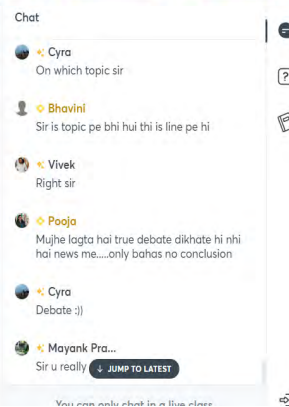 Chat
Cyra
On which topic sir
Bhavini
Sir is topic pe bhi hui thi is line pe hi
Vivek
Right sir
Pooja
Mujhe lagta hai true debate dikhate hi nhi
hai news me.....only bahas no conclusion
Cyra
Debate :))
Mayank Pra...
Sir u really
↓ JUMP TO LATEST
You can only chat in a live class